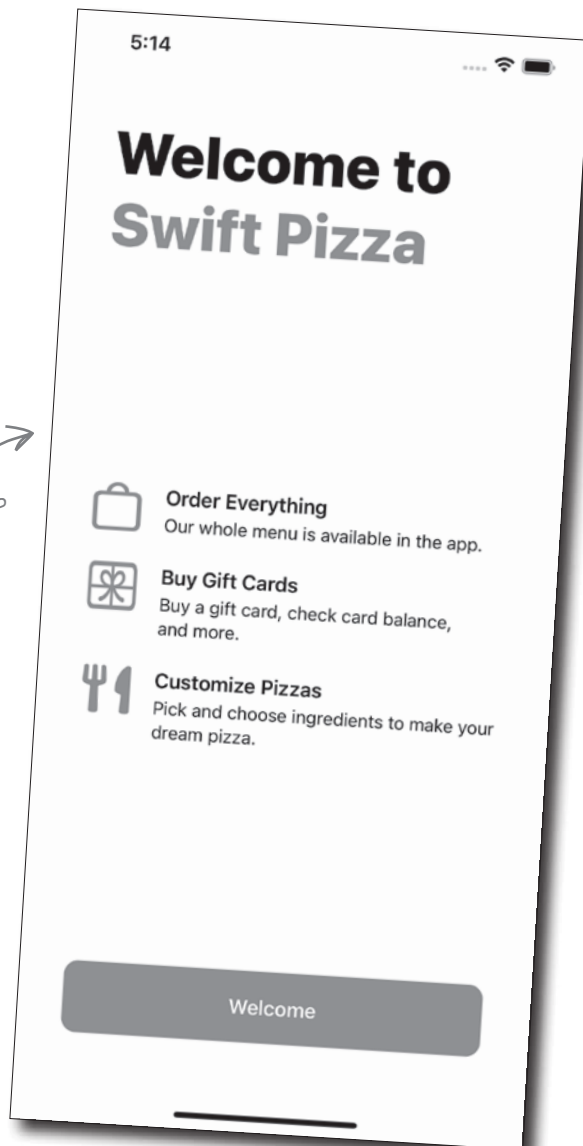 5:14
Welcome to
Swift Pizza
Order Everything
Our whole menu is available in the app.
Buy Gift Cards
Buy a gift card, check card balance,
and more.
Customize Pizzas
Pick and choose ingredients to make your
dream pizza.
Welcome